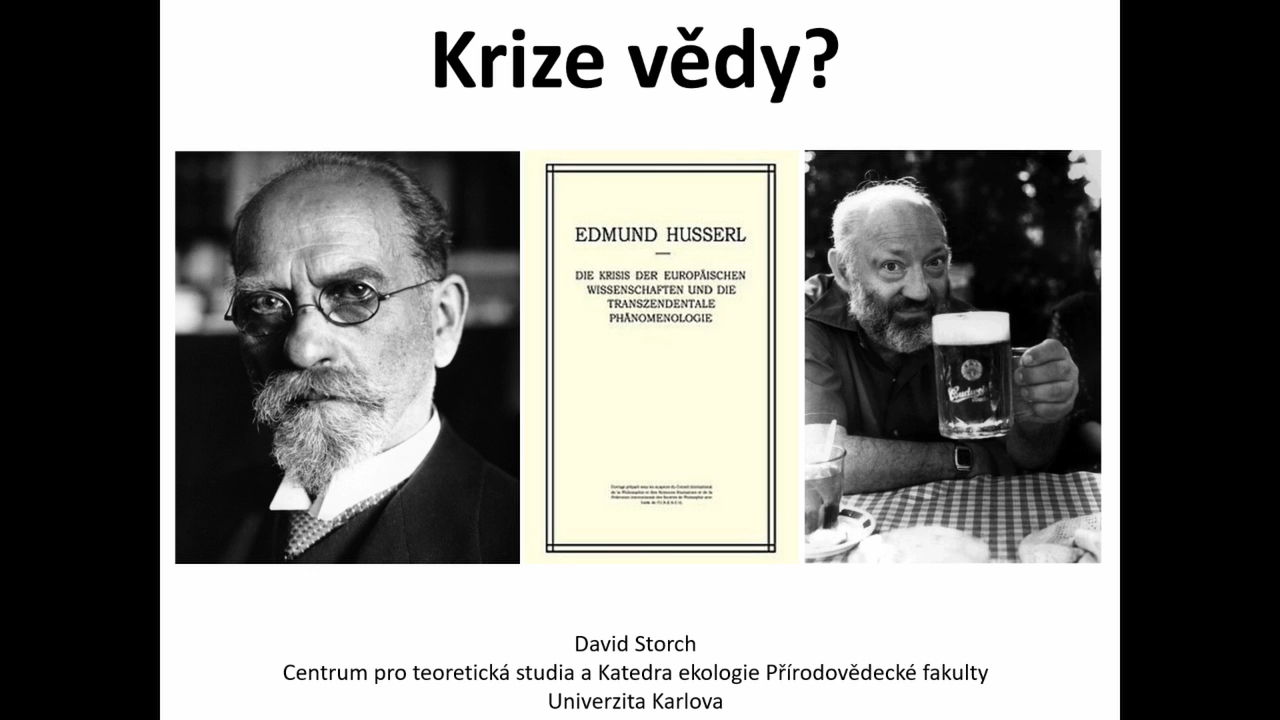 Krize vědy?
EDMUND HUSSERL
DIE KRISIS DER EUROPÄISCHEN
WISSENSCHAFTEN UND DIE
TRANSZENDENTALE
PHÄNOMENOLOGIE
David Storch
Centrum pro teoretická studia a Katedra ekologie Přírodovědecké fakulty
Univerzita Karlova